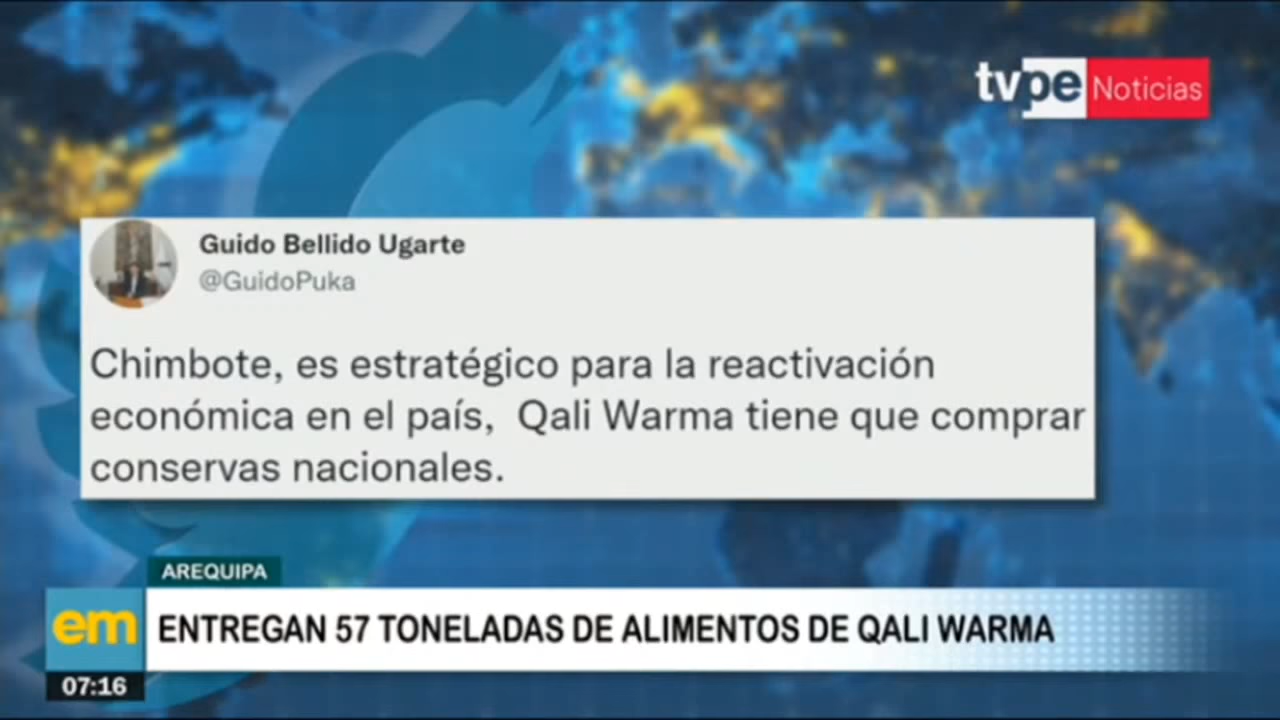 tvpe Noticias
Guido Bellido Ugarte
@GuidoPuka
Chimbote, es estratégico para la reactivación
económica en el país, Qali Warma tiene que comprar
conservas nacionales.
AREQUIPA
em ENTREGAN 57 TONELADAS DE ALIMENTOS DE QALI WARMA
07:16